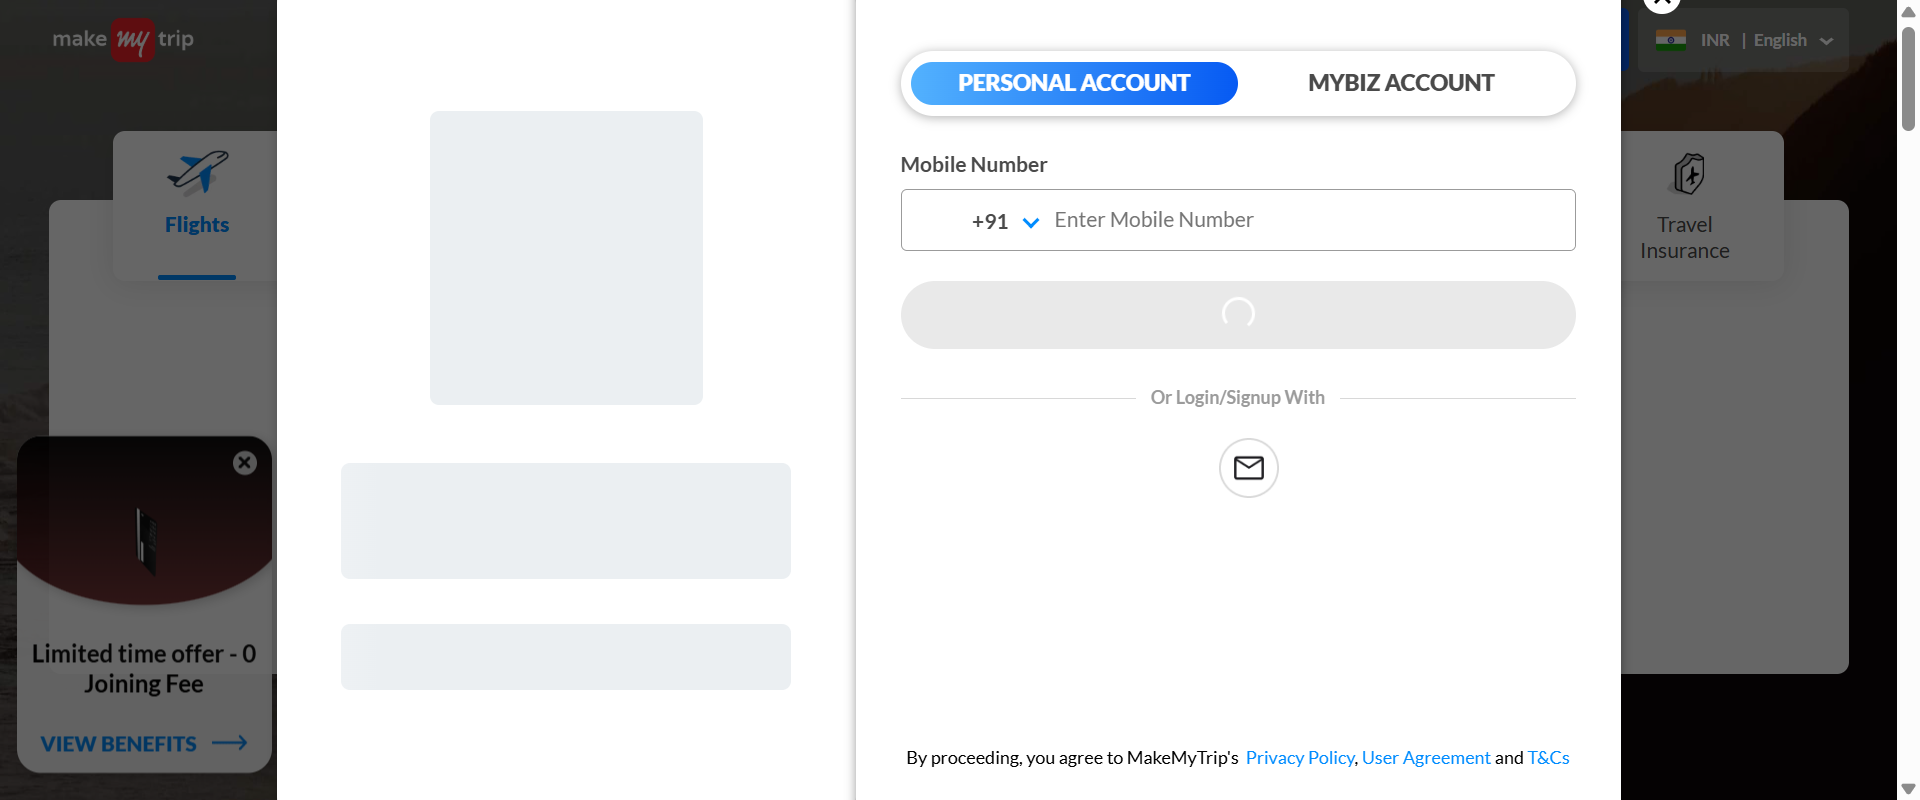 make my trip
INR | English
PERSONAL ACCOUNT
MYBIZ ACCOUNT
Mobile Number
+91
Enter Mobile Number
Flights
Travel
Insurance
Or Login/Signup With
Limited time offer - 0
Joining Fee
VIEW BENEFITS
By proceeding, you agree to MakeMyTrip's Privacy Policy, User Agreement and T&Cs